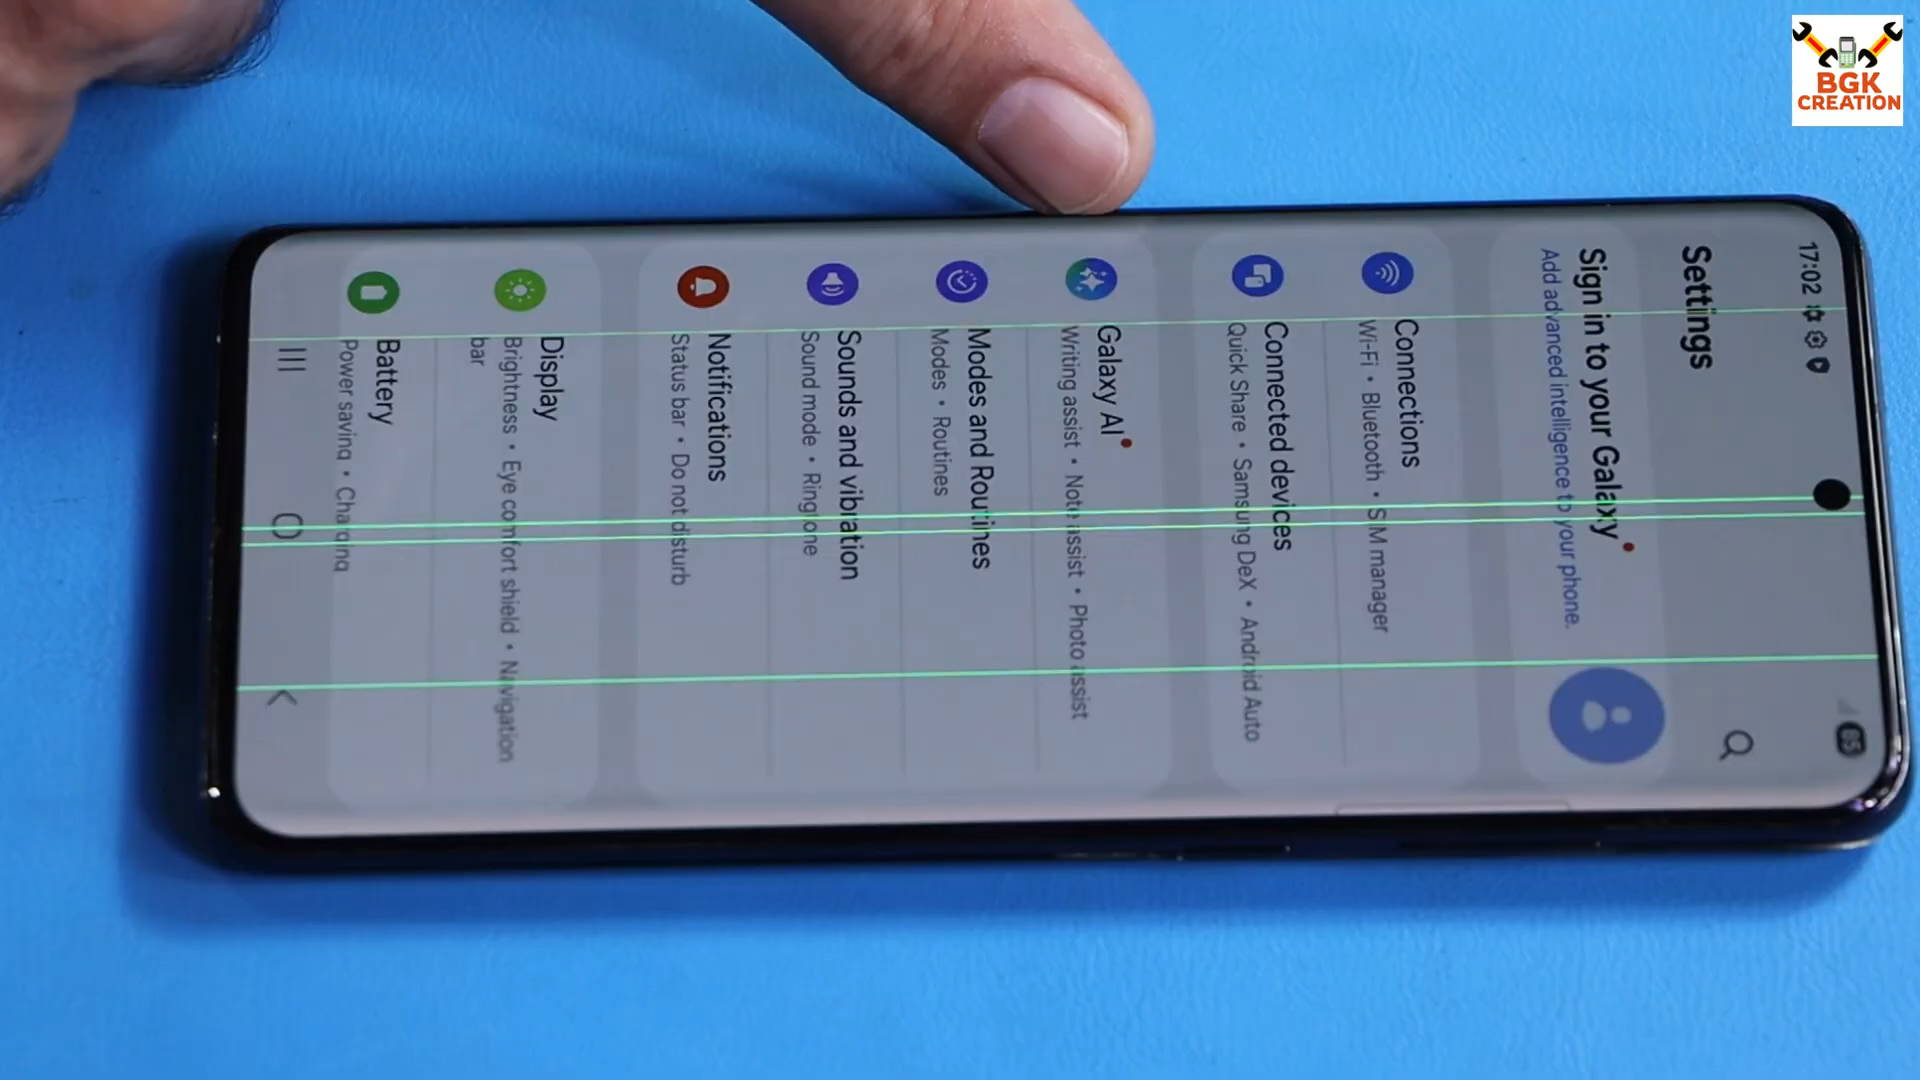 BGK
CREATION
17:02
85
Settings
Sign in to your Galaxy
Add advanced intelligence to your phone.
Connections
Wi-Fi • Bluetooth • SIM manager
Connected devices
Quick Share • Samsung DeX • Android Auto
Galaxy AI
Writing assist • Note assist • Photo assist
Modes and Routines
Modes • Routines
Sounds and vibration
Sound mode • Ringtone
Notifications
Status bar • Do not disturb
Display
Brightness • Eye comfort shield • Navigation
bar
Battery
Power saving • Charging